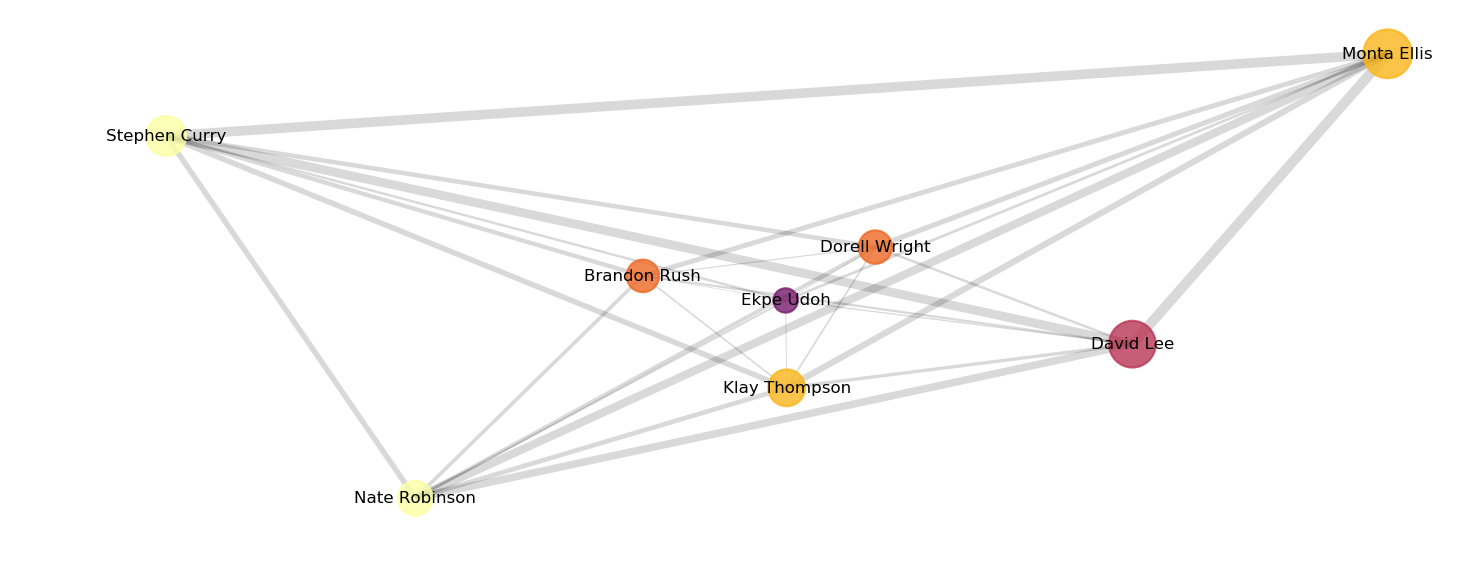 Monta Ellis
Stephen Curry
Dorell Wright
Brandon Rush
Ekpe Udoh
David Lee
Klay Thompson
Nate Robinson